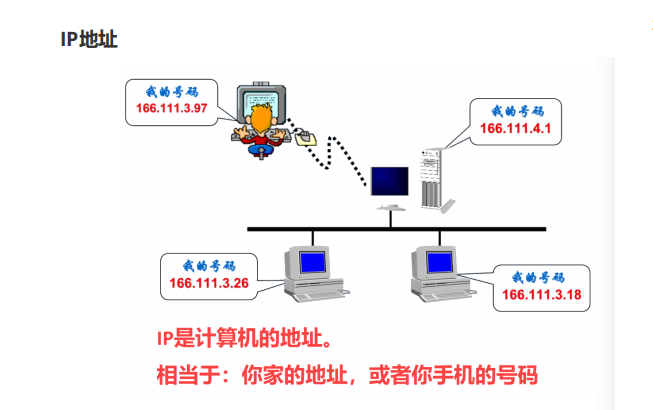 IP地址
我的号码
166.111.3.97
我的号码
166.111.4.1
我的号码
166.111.3.26
我的号码
166.111.3.18
IP是计算机的地址。
相当于：你家的地址，或者你手机的号码